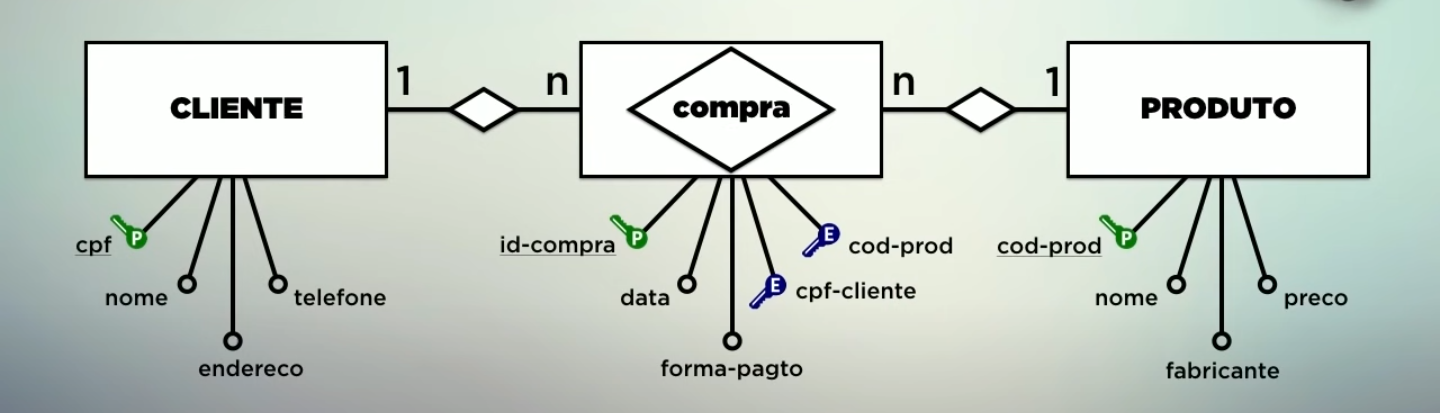 CLIENTE
1
n
compra
n
1
PRODUTO
P
cpf
nome
endereco
telefone
P
id-compra
data
forma-pagto
E
cpf-cliente
E
cod-prod
P
cod-prod
nome
fabricante
preco